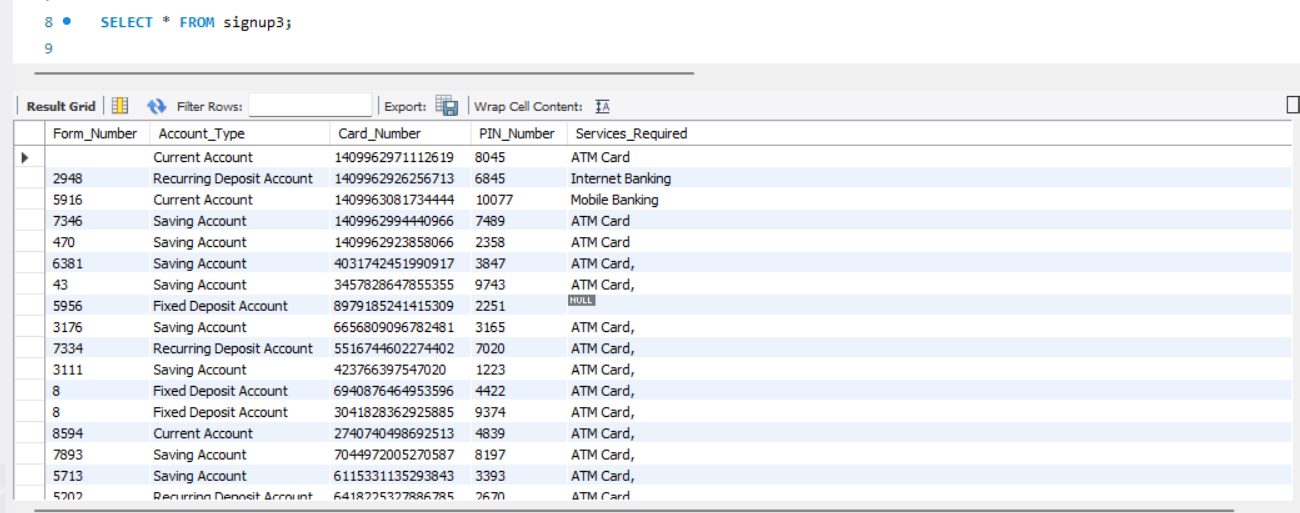 8 SELECT * FROM signup3;
9
Result Grid Filter Rows: Export: Wrap Cell Content:
Form_Number Account_Type Card_Number PIN_Number Services_Required
Current Account 1409962971112619 8045 ATM Card
2948 Recurring Deposit Account 1409962926256713 6845 Internet Banking
5916 Current Account 1409963081734444 10077 Mobile Banking
7346 Saving Account 1409962994440966 7489 ATM Card
470 Saving Account 1409962923858066 2358 ATM Card
6381 Saving Account 4031742451990917 3847 ATM Card,
43 Saving Account 3457828647855355 9743 ATM Card,
5956 Fixed Deposit Account 8979185241415309 2251 NULL
3176 Saving Account 6656809096782481 3165 ATM Card,
7334 Recurring Deposit Account 5516744602274402 7020 ATM Card,
3111 Saving Account 423766397547020 1223 ATM Card,
8 Fixed Deposit Account 6940876464953596 4422 ATM Card,
8 Fixed Deposit Account 3041828362925885 9374 ATM Card,
8594 Current Account 2740740498692513 4839 ATM Card,
7893 Saving Account 7044972005270587 8197 ATM Card,
5713 Saving Account 6115331135293843 3393 ATM Card,
5202 Recurring Deposit Account 6418225327886785 2670 ATM Card